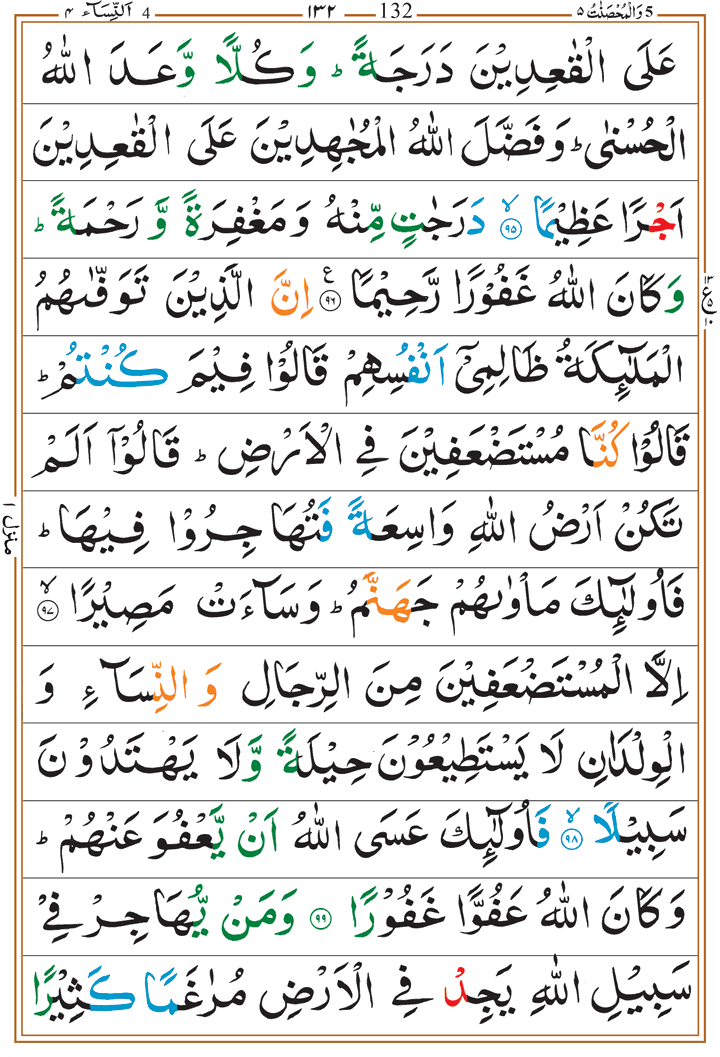 5 وَالْمُحْصَنٰتُ ٥ 132 ١٣٢ 4 اَلنِّسَآء ٤
عَلَى الْقٰعِدِيْنَ دَرَجَةً ؕ وَ كُلًّا وَّعَدَ اللّٰهُ
الْحُسْنٰى ؕ وَ فَضَّلَ اللّٰهُ الْمُجٰهِدِيْنَ عَلَى الْقٰعِدِيْنَ
اَجْرًا عَظِيْمًا ۙ﴿٩٥﴾ دَرَجٰتٍ مِّنْهُ وَ مَغْفِرَةً وَّ رَحْمَةً ؕ
وَ كَانَ اللّٰهُ غَفُوْرًا رَّحِيْمًا ﴿٩٦﴾ ع اِنَّ الَّذِيْنَ تَوَفّٰىهُمُ
الْمَلٰٓئِكَةُ ظَالِمِيْۤ اَنْفُسِهِمْ قَالُوْا فِيْمَ كُنْتُمْ ؕ
قَالُوْا كُنَّا مُسْتَضْعَفِيْنَ فِي الْاَرْضِ ؕ قَالُوْۤا اَلَمْ
تَكُنْ اَرْضُ اللّٰهِ وَاسِعَةً فَتُهَاجِرُوْا فِيْهَا ؕ
فَاُولٰٓئِكَ مَاْوٰىهُمْ جَهَنَّمُ ؕ وَ سَآءَتْ مَصِيْرًا ۙ﴿٩٧﴾
اِلَّا الْمُسْتَضْعَفِيْنَ مِنَ الرِّجَالِ وَ النِّسَآءِ وَ
الْوِلْدَانِ لَا يَسْتَطِيْعُوْنَ حِيْلَةً وَّ لَا يَهْتَدُوْنَ
سَبِيْلًا ۙ﴿٩٨﴾ فَاُولٰٓئِكَ عَسَى اللّٰهُ اَنْ يَّعْفُوَ عَنْهُمْ ؕ
وَ كَانَ اللّٰهُ عَفُوًّا غَفُوْرًا ﴿٩٩﴾ وَ مَنْ يُّهَاجِرْ فِيْ
سَبِيْلِ اللّٰهِ يَجِدْ فِي الْاَرْضِ مُرٰغَمًا كَثِيْرًا
منزل ١